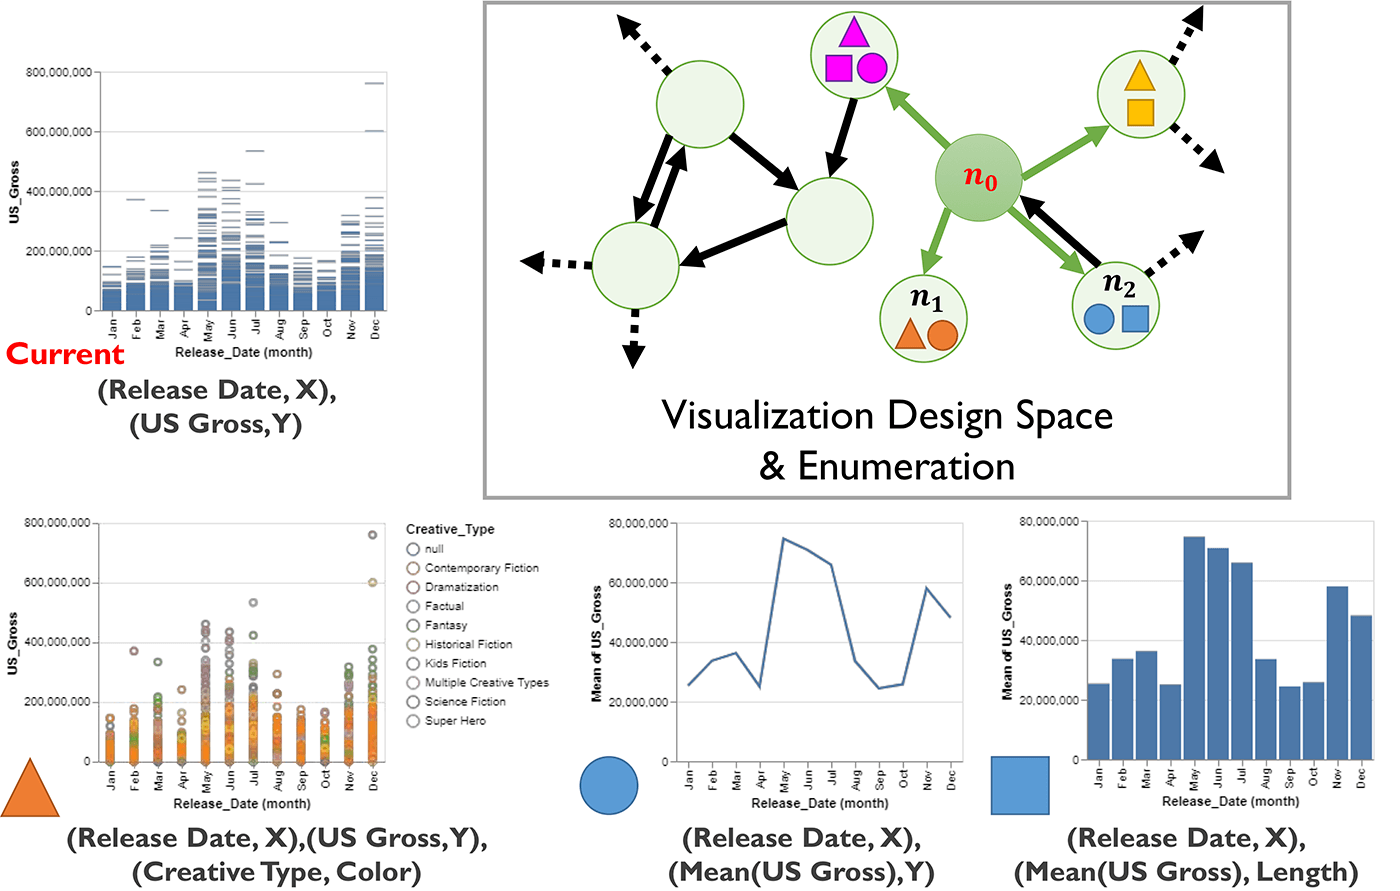 800,000,000
600,000,000
400,000,000
200,000,000
0
US_Gross
Jan
Feb
Mar
Apr
May
Jun
Jul
Aug
Sep
Oct
Nov
Dec
Release_Date (month)
Current
(Release Date, X),
(US Gross,Y)
n0
n1
n2
Visualization Design Space
& Enumeration
800,000,000
600,000,000
400,000,000
200,000,000
0
US_Gross
Jan
Feb
Mar
Apr
May
Jun
Jul
Aug
Sep
Oct
Nov
Dec
Release_Date (month)
Creative_Type
null
Contemporary Fiction
Dramatization
Factual
Fantasy
Historical Fiction
Kids Fiction
Multiple Creative Types
Science Fiction
Super Hero
(Release Date, X),(US Gross,Y),
(Creative Type, Color)
80,000,000
60,000,000
40,000,000
20,000,000
0
Mean of US_Gross
Jan
Feb
Mar
Apr
May
Jun
Jul
Aug
Sep
Oct
Nov
Dec
Release_Date (month)
(Release Date, X),
(Mean(US Gross),Y)
80,000,000
60,000,000
40,000,000
20,000,000
0
Mean of US_Gross
Jan
Feb
Mar
Apr
May
Jun
Jul
Aug
Sep
Oct
Nov
Dec
Release_Date (month)
(Release Date, X),
(Mean(US Gross), Length)